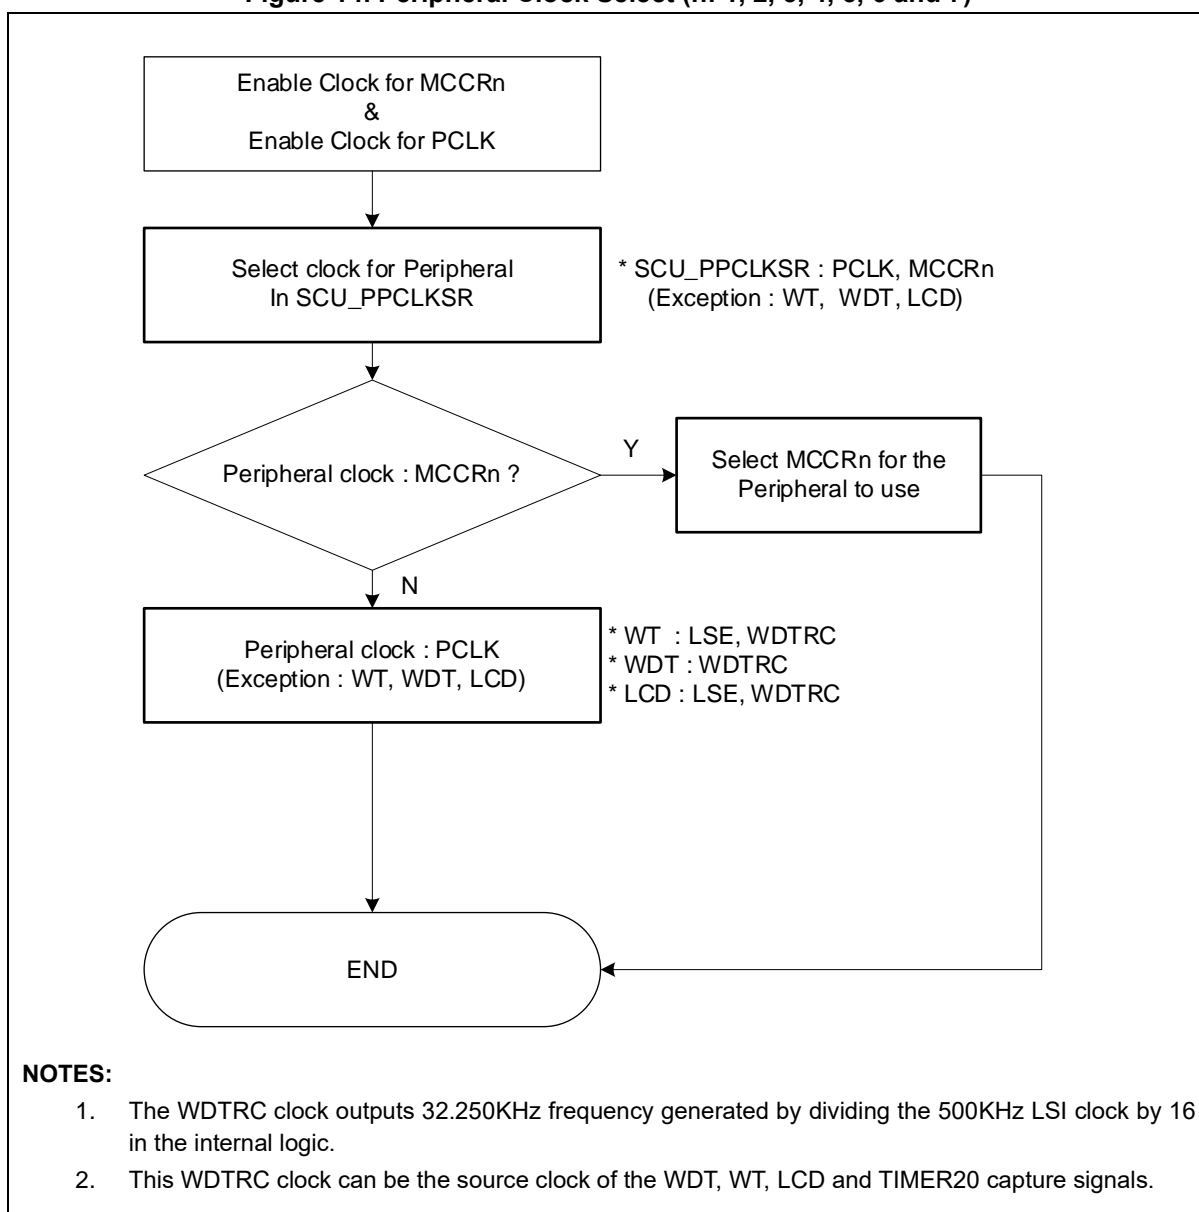 Enable Clock for MCCRn
&
Enable Clock for PCLK
Select clock for Peripheral
In SCU_PPCLKSR
* SCU_PPCLKSR : PCLK, MCCRn
(Exception : WT, WDT, LCD)
Peripheral clock : MCCRn ?
Y
Select MCCRn for the
Peripheral to use
N
Peripheral clock : PCLK
(Exception : WT, WDT, LCD)
* WT : LSE, WDTRC
* WDT : WDTRC
* LCD : LSE, WDTRC
END
NOTES:
1. The WDTRC clock outputs 32.250KHz frequency generated by dividing the 500KHz LSI clock by 16
in the internal logic.
2. This WDTRC clock can be the source clock of the WDT, WT, LCD and TIMER20 capture signals.